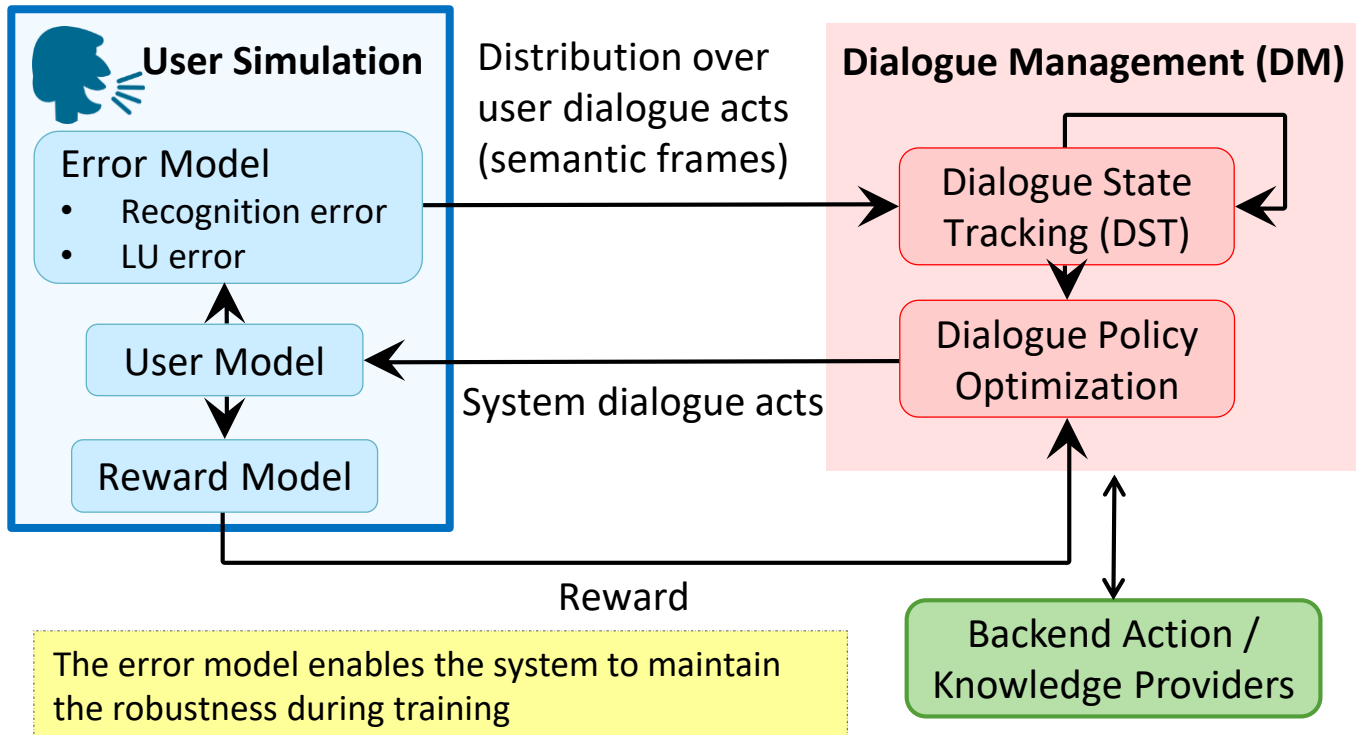 User Simulation
Error Model
• Recognition error
• LU error
User Model
Reward Model
Distribution over
user dialogue acts
(semantic frames)
System dialogue acts
Reward
Dialogue Management (DM)
Dialogue State
Tracking (DST)
Dialogue Policy
Optimization
Backend Action /
Knowledge Providers
The error model enables the system to maintain
the robustness during training